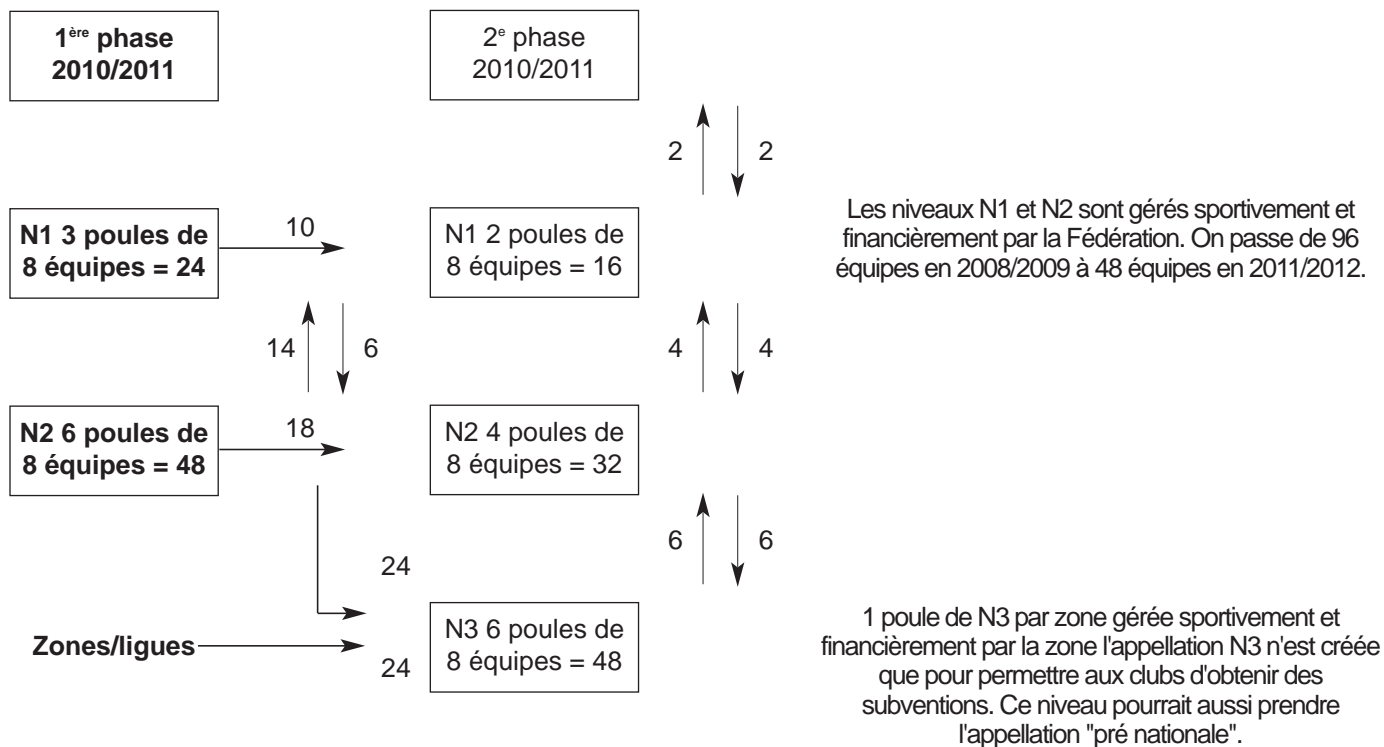 1ère phase
2010/2011
2e phase
2010/2011
2
2
N1 3 poules de
8 équipes = 24
10
N1 2 poules de
8 équipes = 16
Les niveaux N1 et N2 sont gérés sportivement et
financièrement par la Fédération. On passe de 96
équipes en 2008/2009 à 48 équipes en 2011/2012.
14
6
4
4
N2 6 poules de
8 équipes = 48
18
N2 4 poules de
8 équipes = 32
6
6
24
Zones/ligues
24
N3 6 poules de
8 équipes = 48
1 poule de N3 par zone gérée sportivement et
financièrement par la zone l'appellation N3 n'est créée
que pour permettre aux clubs d'obtenir des
subventions. Ce niveau pourrait aussi prendre
l'appellation "pré nationale".